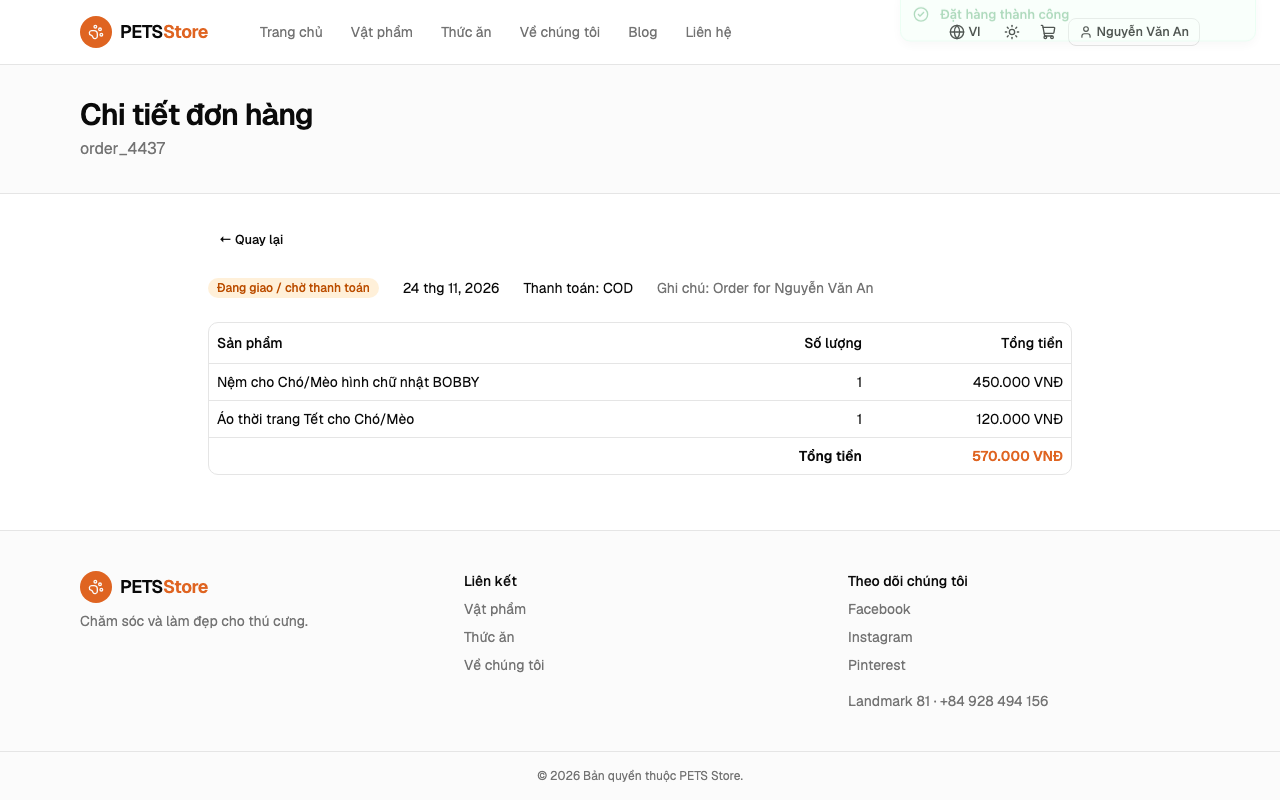 PETSStore
Trang chủ
Vật phẩm
Thức ăn
Về chúng tôi
Blog
Liên hệ
Đặt hàng thành công
VI
Nguyễn Văn An
Chi tiết đơn hàng
order_4437
← Quay lại
Đang giao / chờ thanh toán
24 thg 11, 2026
Thanh toán: COD
Ghi chú: Order for Nguyễn Văn An
Sản phẩm
Số lượng
Tổng tiền
Nệm cho Chó/Mèo hình chữ nhật BOBBY
1
450.000 VNĐ
Áo thời trang Tết cho Chó/Mèo
1
120.000 VNĐ
Tổng tiền
570.000 VNĐ
PETSStore
Chăm sóc và làm đẹp cho thú cưng.
Liên kết
Vật phẩm
Thức ăn
Về chúng tôi
Theo dõi chúng tôi
Facebook
Instagram
Pinterest
Landmark 81 · +84 928 494 156
© 2026 Bản quyền thuộc PETS Store.